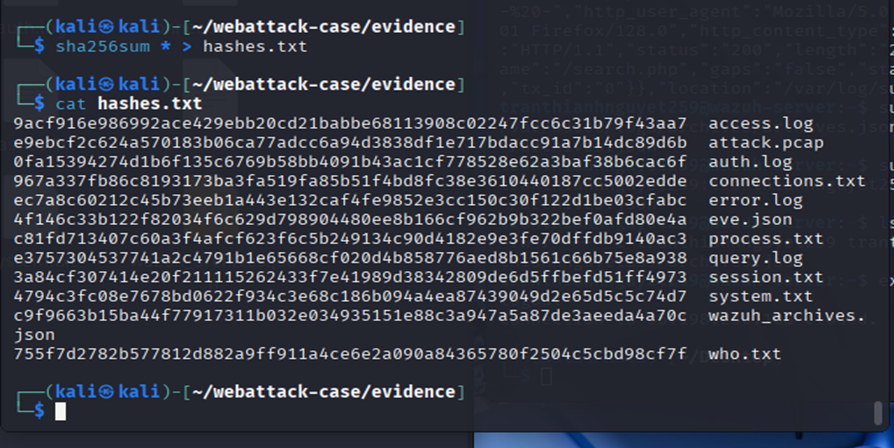 ┌──(kali㉿kali)-[~/webattack-case/evidence]
└─$ sha256sum * > hashes.txt
┌──(kali㉿kali)-[~/webattack-case/evidence]
└─$ cat hashes.txt
9acf916e986992ace429ebb20cd21babbe68113908c02247fcc6c31b79f43aa7  access.log
e9ebcf2c624a570183b06ca77adcc6a94d3838df1e717bdacc91a7b14dc89d6b  attack.pcap
0fa15394274d1b6f135c6769b58bb4091b43ac1cf778528e62a3baf38b6cac6f  auth.log
967a337fb86c8193173ba3fa519fa85b51f4bd8fc38e3610440187cc5002edde  connections.txt
ec7a8c60212c45b73eeb1a443e132caf4fe9852e3cc150c30f122d1be03cfabc  error.log
4f146c33b122f82034f6c629d798904480ee8b166cf962b9b322bef0afd80e4a  eve.json
c81fd713407c60a3f4afcf623f6c5b249134c90d4182e9e3fe70dffdb9140ac3  process.txt
e3757304537741a2c4791b1e65668cf020d4b858776aed8b1561c66b75e8a938  query.log
3a84cf307414e20f211115262433f7e41989d38342809de6d5ffbefd51ff4973  session.txt
4794c3fc08e7678bd0622f934c3e68c186b094a4ea87439049d2e65d5c5c74d7  system.txt
c9f9663b15ba44f77917311b032e034935151e88c3a947a5a87de3aeeda4a70c  wazuh_archives.
json
755f7d2782b577812d882a9ff911a4ce6e2a090a84365780f2504c5cbd98cf7f  who.txt
┌──(kali㉿kali)-[~/webattack-case/evidence]
└─$